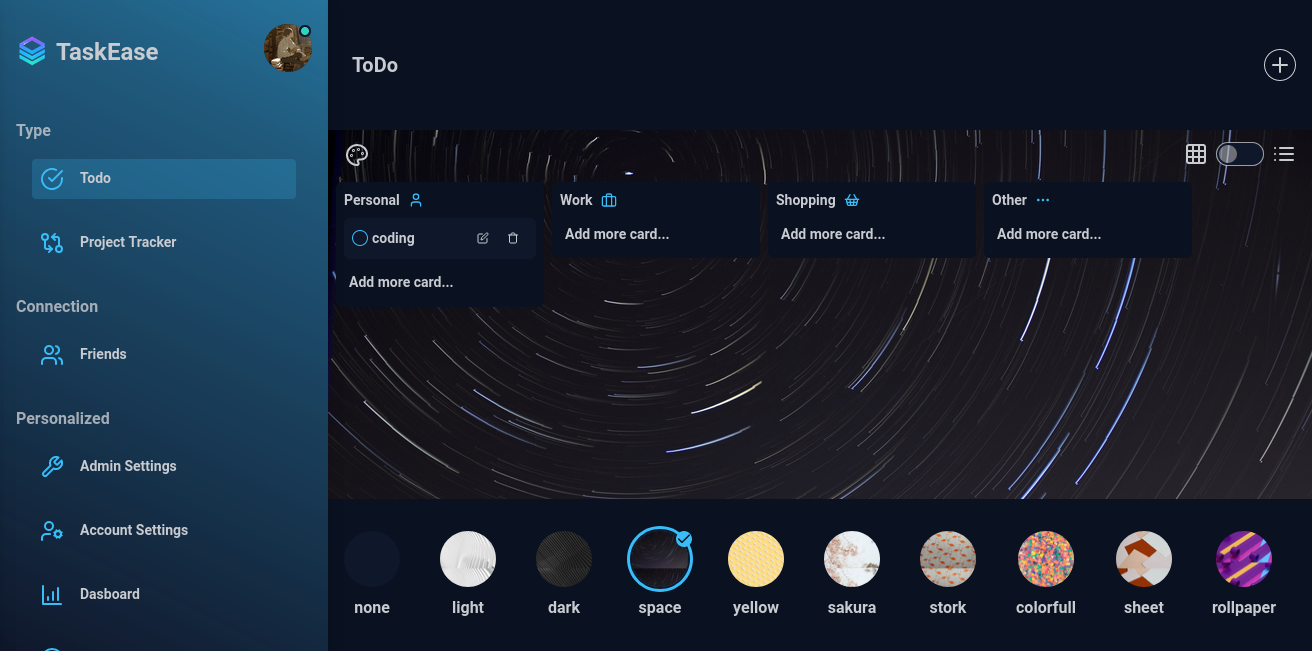 TaskEase
Type
Todo
Project Tracker
Connection
Friends
Personalized
Admin Settings
Account Settings
Dasboard
ToDo
Personal
coding
Add more card...
Work
Add more card...
Shopping
Add more card...
Other
Add more card...
none
light
dark
space
yellow
sakura
stork
colorfull
sheet
rollpaper